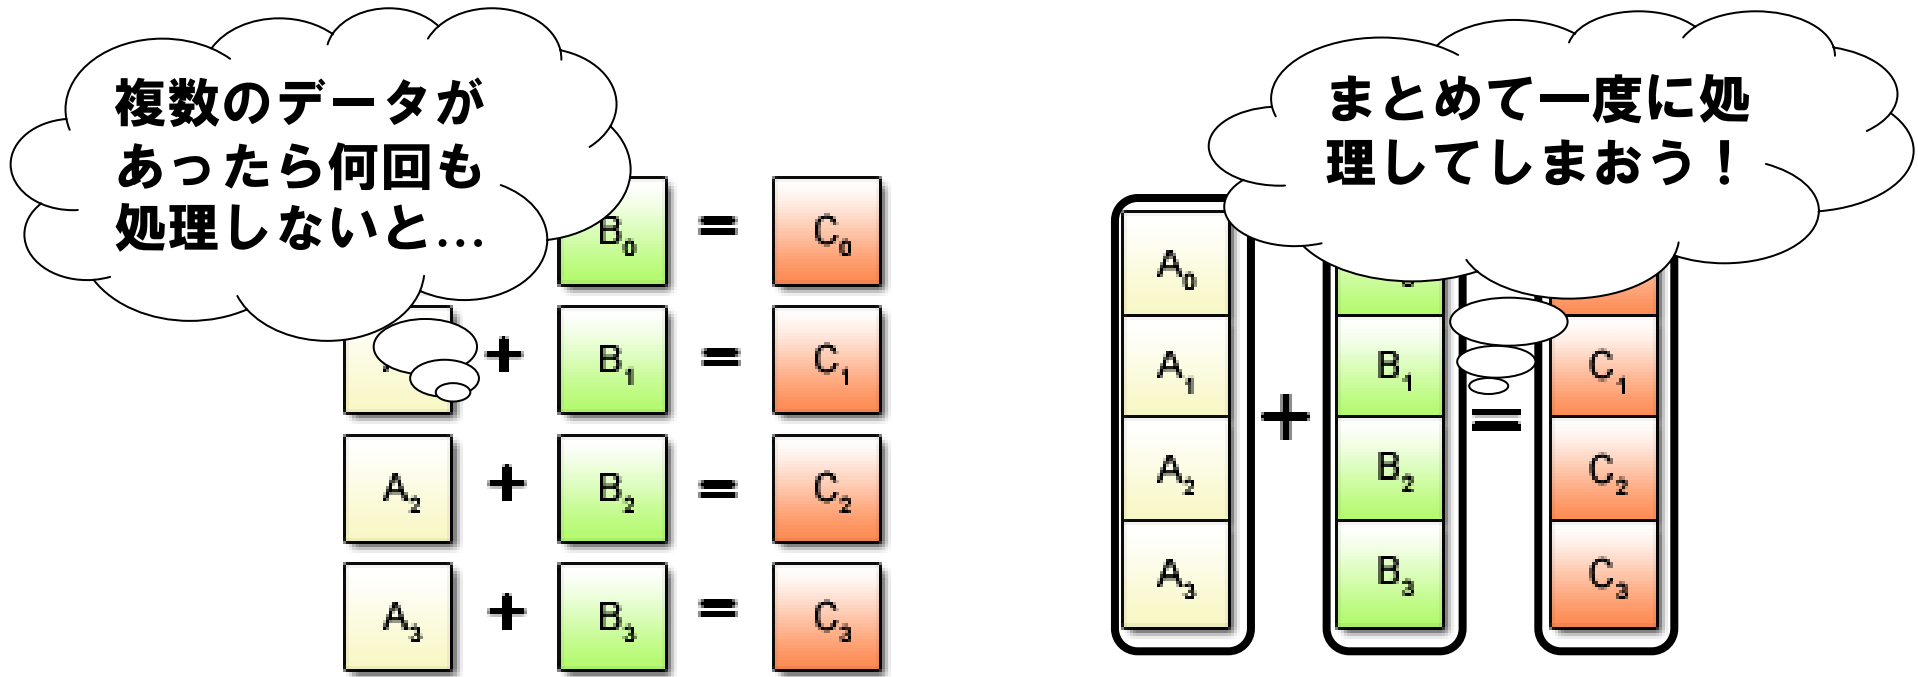 複数のデータが
あったら何回も
処理しないと…
B0 = C0
+ B1 = C1
A2 + B2 = C2
A3 + B3 = C3
まとめて一度に処
理してしまおう！
A0
A1 B1 C1
+ =
A2 B2 C2
A3 B3 C3